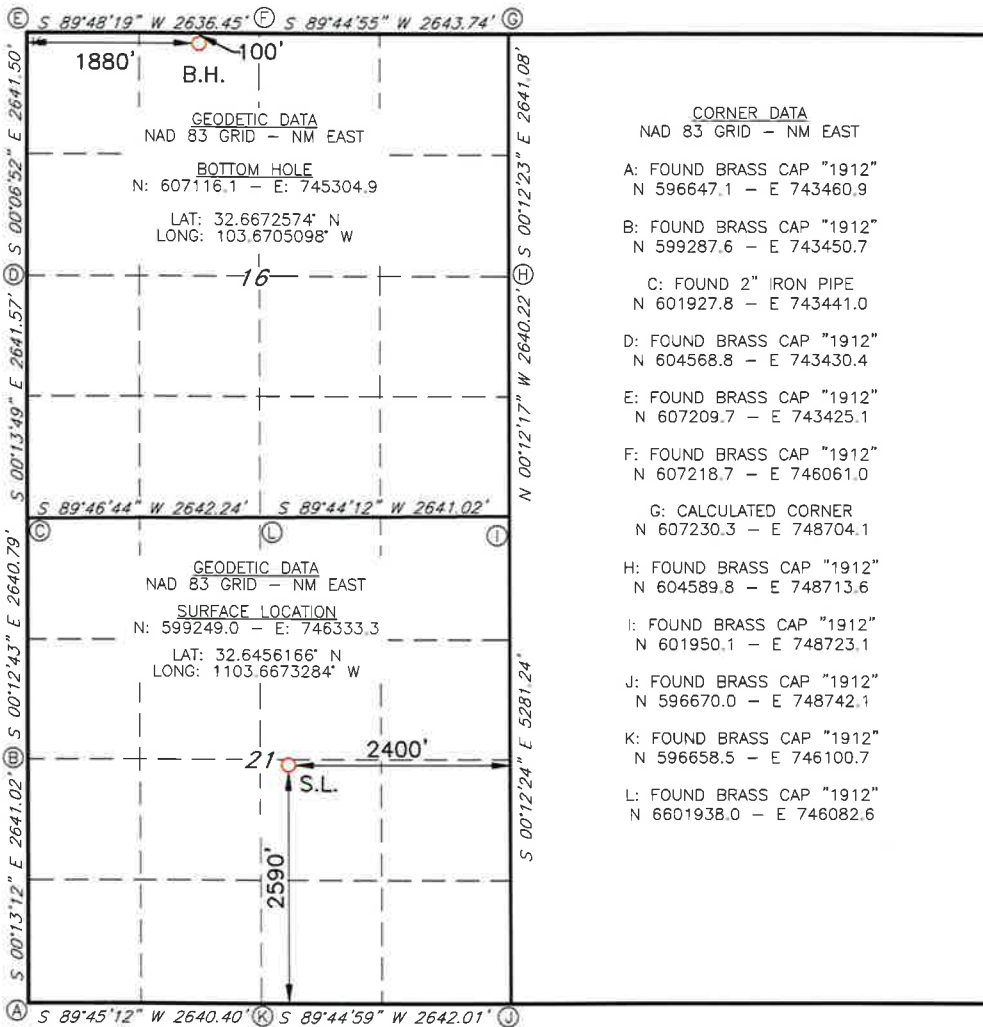 E S 89°48'19" W 2636.45' F S 89°44'55" W 2643.74' G
1880'
100'
B.H.
S 00°06'52" E 2641.50'
S 00°12'23" E 2641.08'
GEODETIC DATA
NAD 83 GRID - NM EAST
BOTTOM HOLE
N: 607116.1 - E: 745304.9
LAT: 32.6672574° N
LONG: 103.6705098° W
D
16
H
S 00°13'49" E 2641.57'
N 00°12'17" W 2640.22'
S 89°46'44" W 2642.24' S 89°44'12" W 2641.02'
C
L
I
GEODETIC DATA
NAD 83 GRID - NM EAST
SURFACE LOCATION
N: 599249.0 - E: 746333.3
LAT: 32.6456166° N
LONG: 1103.6673284° W
S 00°12'43" E 2640.79'
S 00°12'24" E 5281.24'
B
21
2400'
S.L.
2590'
S 00°13'12" E 2641.02'
A S 89°45'12" W 2640.40' K S 89°44'59" W 2642.01' J
CORNER DATA
NAD 83 GRID - NM EAST
A: FOUND BRASS CAP "1912"
N 596647.1 - E 743460.9
B: FOUND BRASS CAP "1912"
N 599287.6 - E 743450.7
C: FOUND 2" IRON PIPE
N 601927.8 - E 743441.0
D: FOUND BRASS CAP "1912"
N 604568.8 - E 743430.4
E: FOUND BRASS CAP "1912"
N 607209.7 - E 743425.1
F: FOUND BRASS CAP "1912"
N 607218.7 - E 746061.0
G: CALCULATED CORNER
N 607230.3 - E 748704.1
H: FOUND BRASS CAP "1912"
N 604589.8 - E 748713.6
I: FOUND BRASS CAP "1912"
N 601950.1 - E 748723.1
J: FOUND BRASS CAP "1912"
N 596670.0 - E 748742.1
K: FOUND BRASS CAP "1912"
N 596658.5 - E 746100.7
L: FOUND BRASS CAP "1912"
N 6601938.0 - E 746082.6